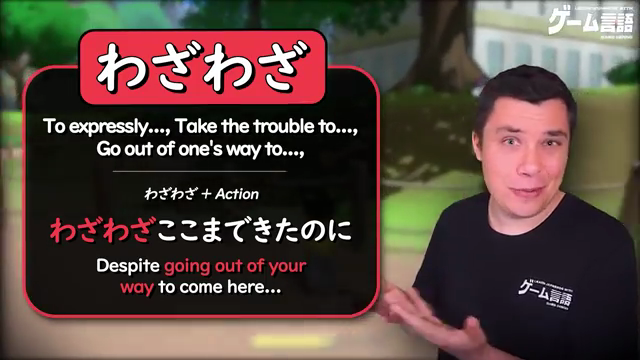 わざわざ
To expressly..., Take the trouble to...,
Go out of one's way to...,
わざわざ + Action
わざわざここまできたのに
Despite going out of your
way to come here...
ゲーム言語
ゲーム言語